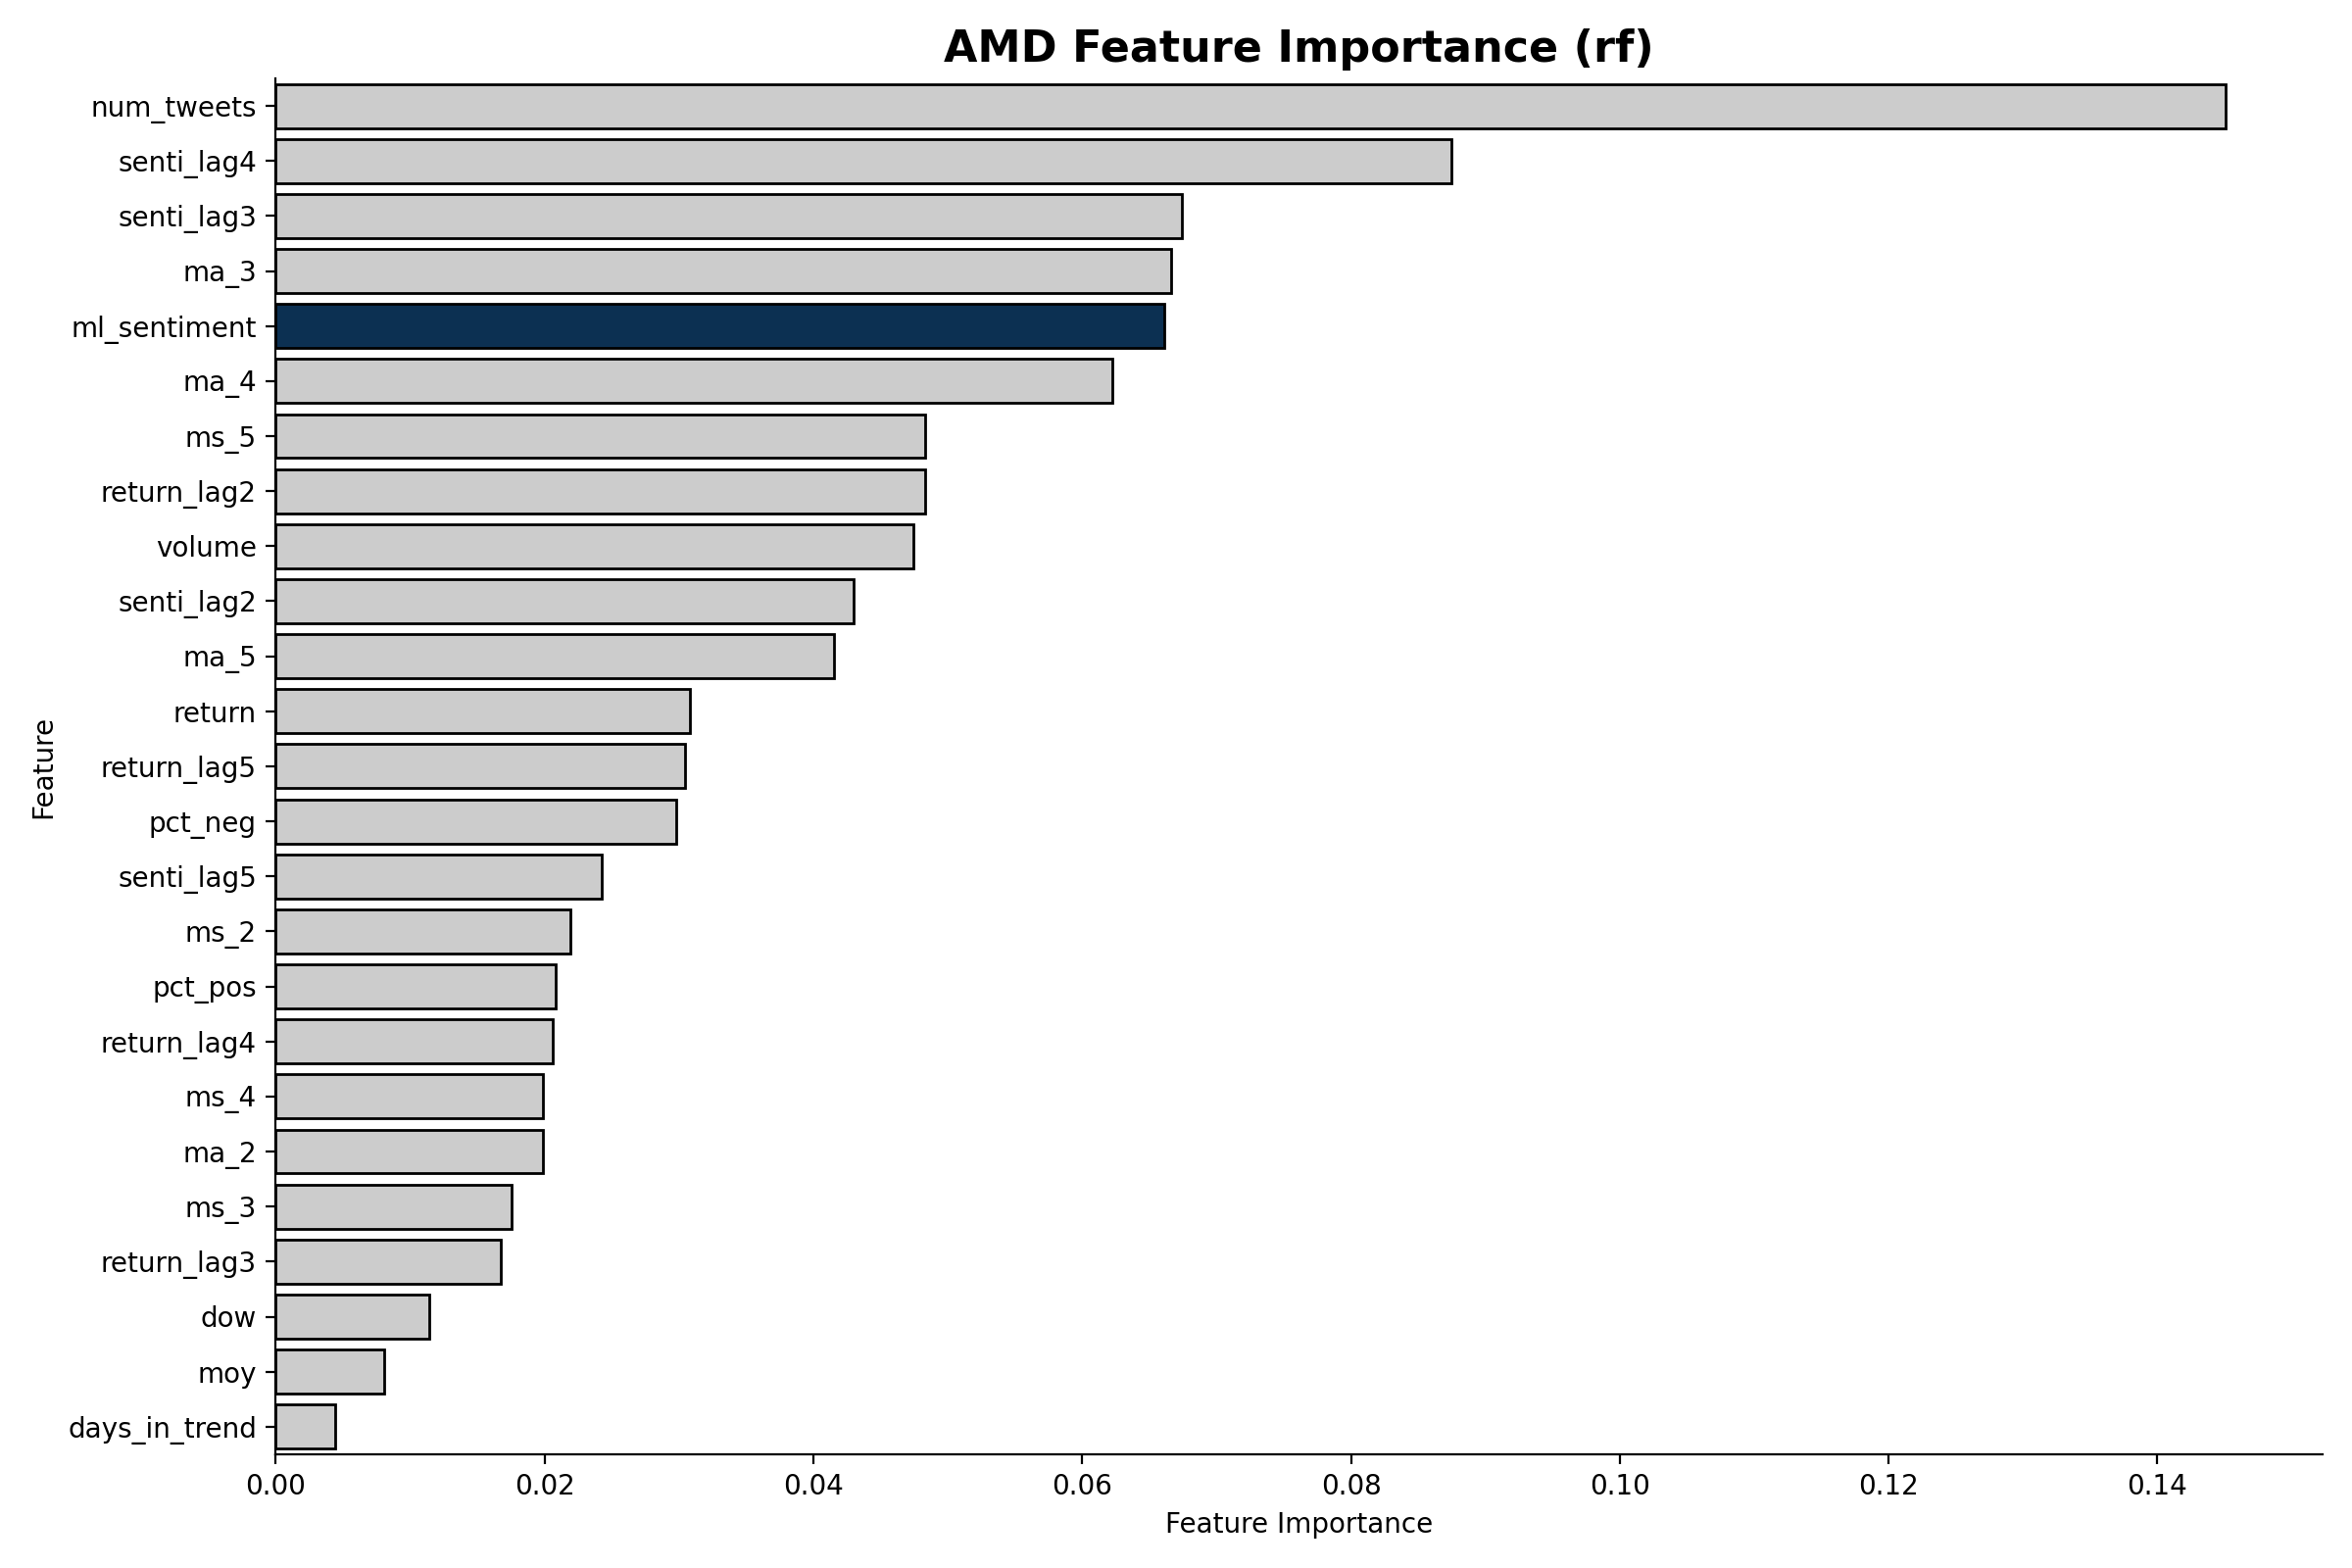 AMD Feature Importance (rf)
num_tweets
senti_lag4
senti_lag3
ma_3
ml_sentiment
ma_4
ms_5
return_lag2
volume
senti_lag2
ma_5
return
return_lag5
pct_neg
senti_lag5
ms_2
pct_pos
return_lag4
ms_4
ma_2
ms_3
return_lag3
dow
moy
days_in_trend
Feature
0.00 0.02 0.04 0.06 0.08 0.10 0.12 0.14
Feature Importance